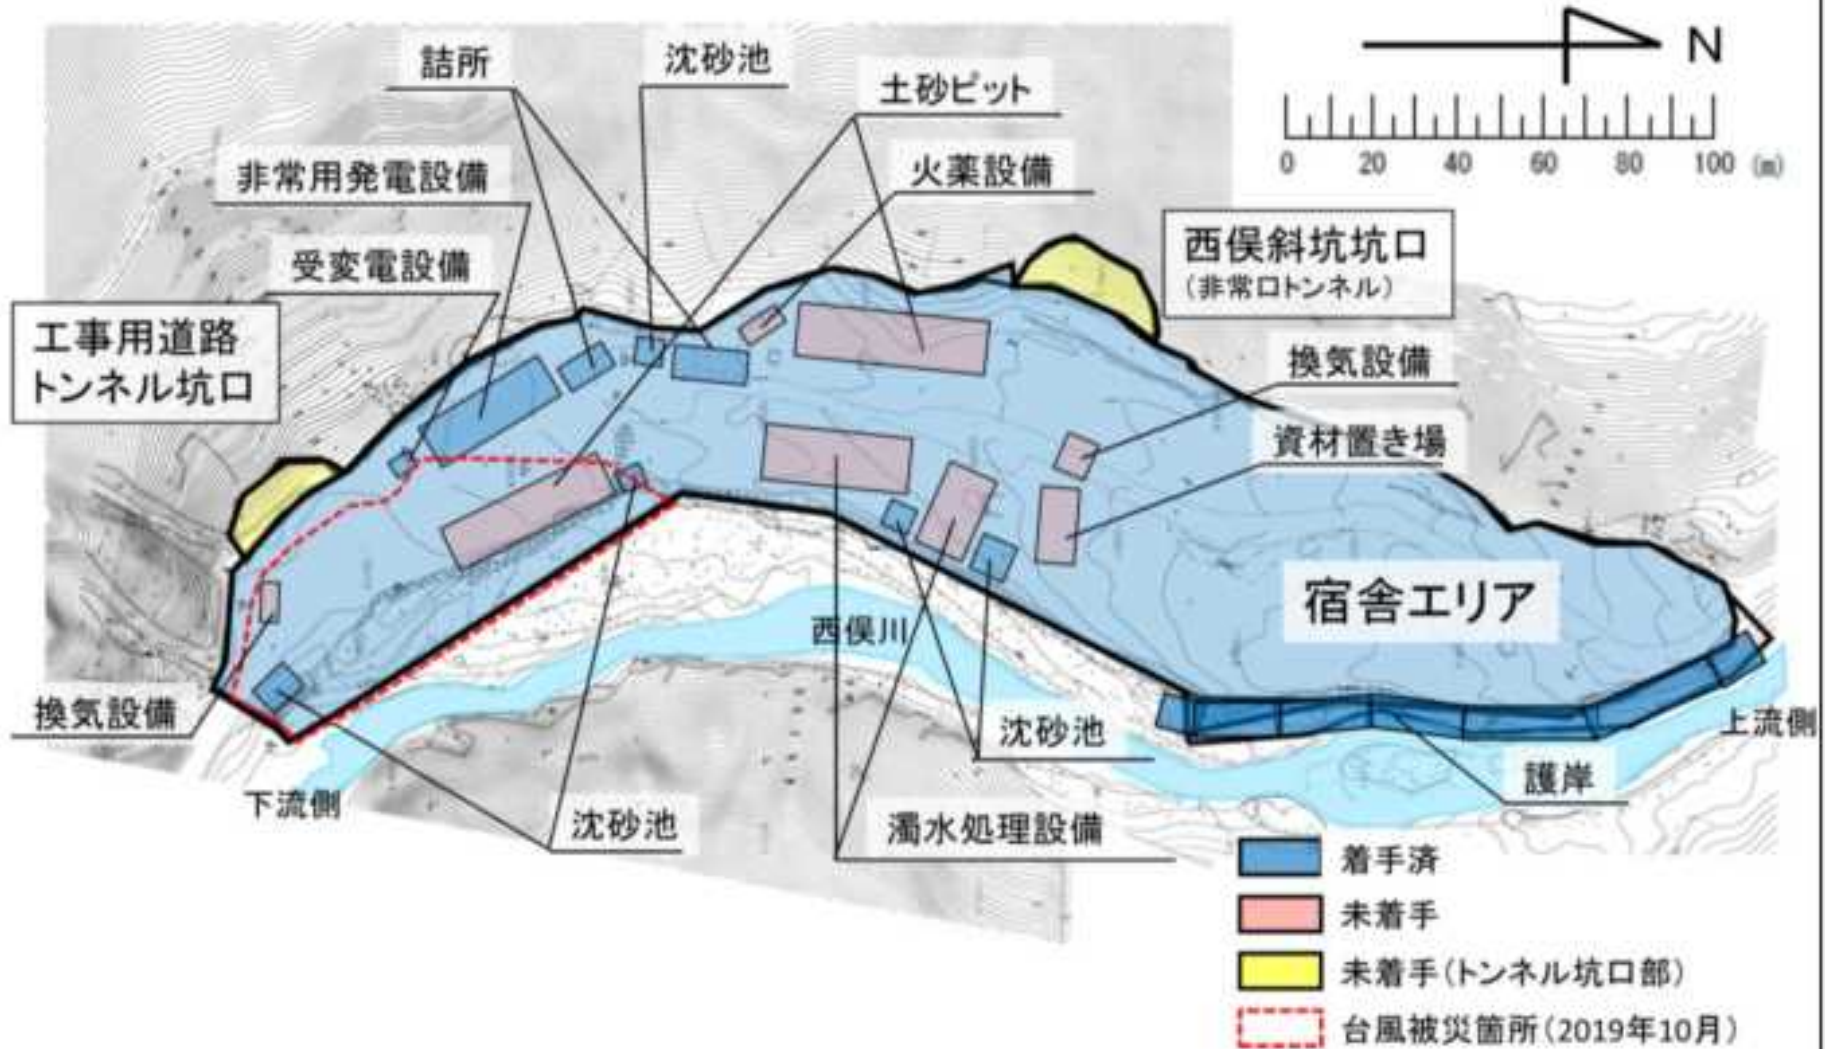 詰所
沈砂池
土砂ピット
N
0 20 40 60 80 100 (m)
非常用発電設備
火薬設備
受変電設備
西俣斜坑坑口
(非常口トンネル)
工事用道路
トンネル坑口
換気設備
資材置き場
宿舎エリア
西俣川
換気設備
沈砂池
上流側
護岸
下流側
沈砂池
濁水処理設備
着手済
未着手
未着手(トンネル坑口部)
台風被災箇所(2019年10月)